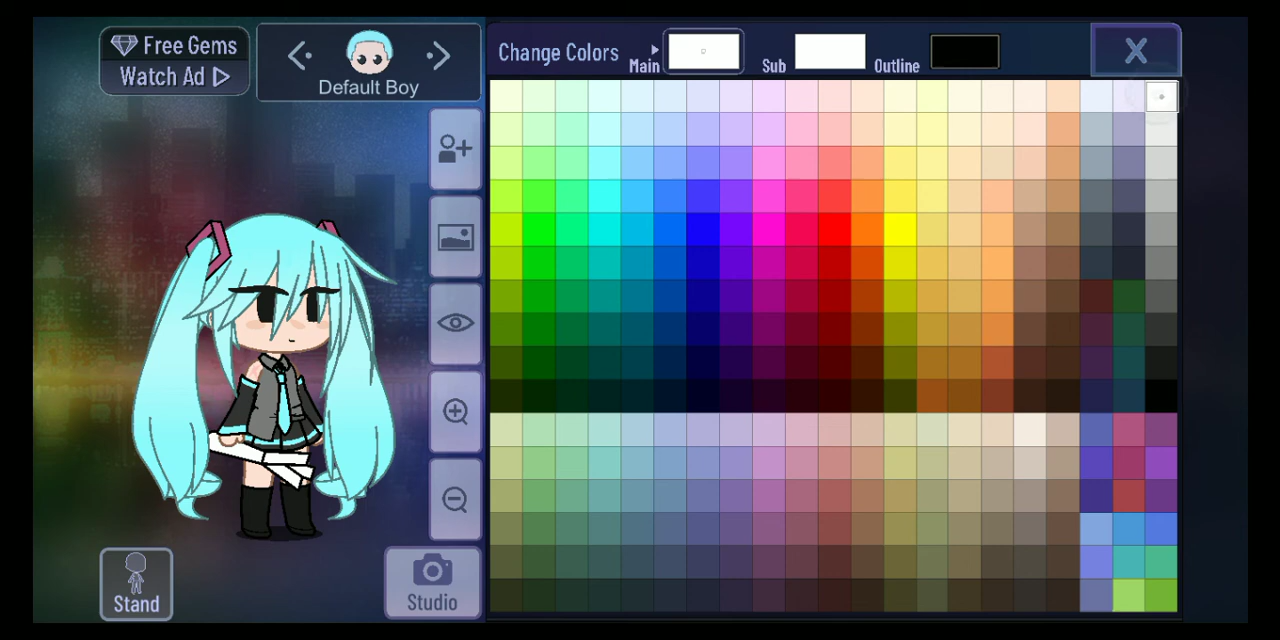 Free Gems
Watch Ad
Default Boy
Change Colors
Main
Sub
Outline
X
Stand
Studio